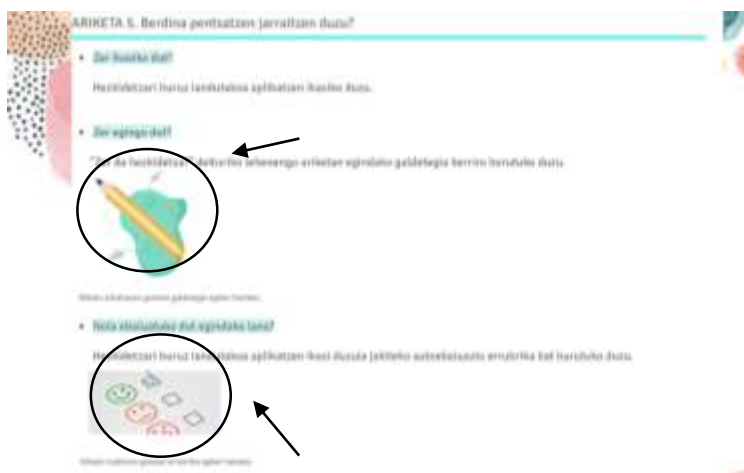 ARIKETA 5. Berdina pentsatzen jarraitzen duzu?
Zer ikasiko dut?
Hezkidetzari buruz landutakoa aplikatzen ikasiko duzu.
Zer egingo dut?
"Zer da hezkidetza?" deituriko lehenengo ariketan egindako galdetegia berriro burutuko duzu.
Nola ebaluatuko dut egindako lana?
Hezkidetzari buruz landutakoa aplikatzen ikasi duzula jakiteko autoebaluazio errubrika bat burutuko duzu.